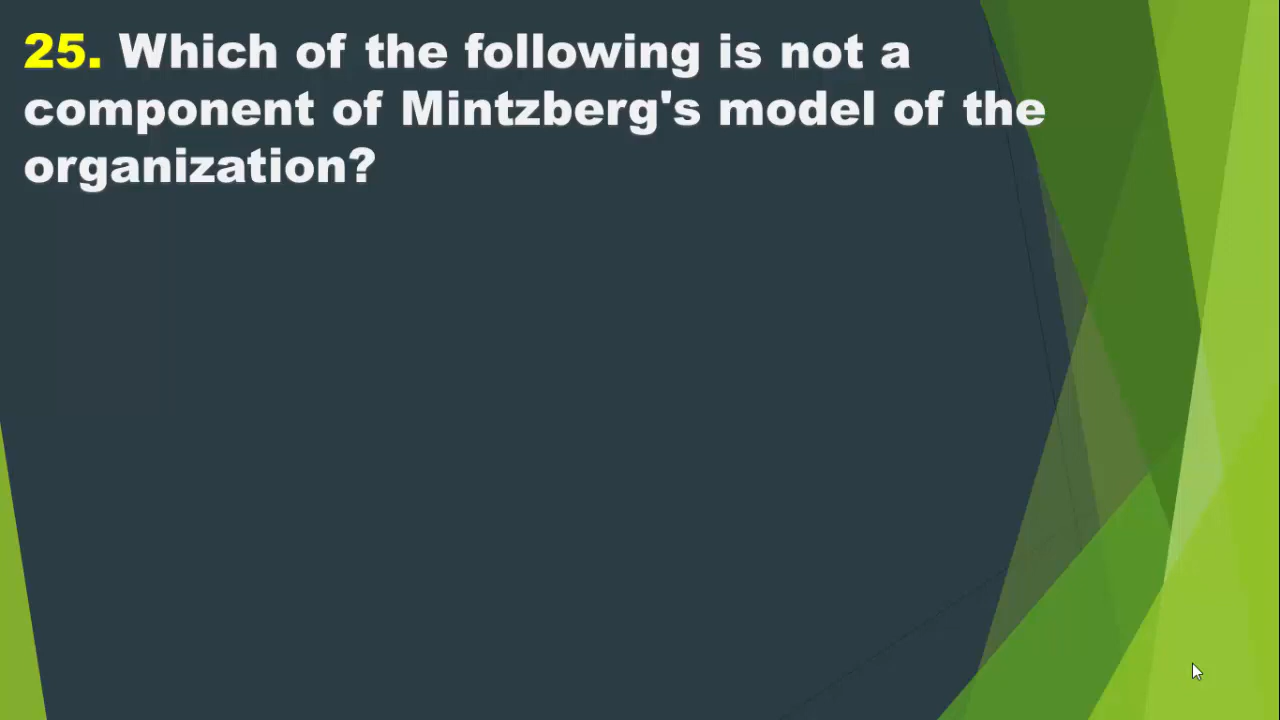 25. Which of the following is not a
component of Mintzberg's model of the
organization?